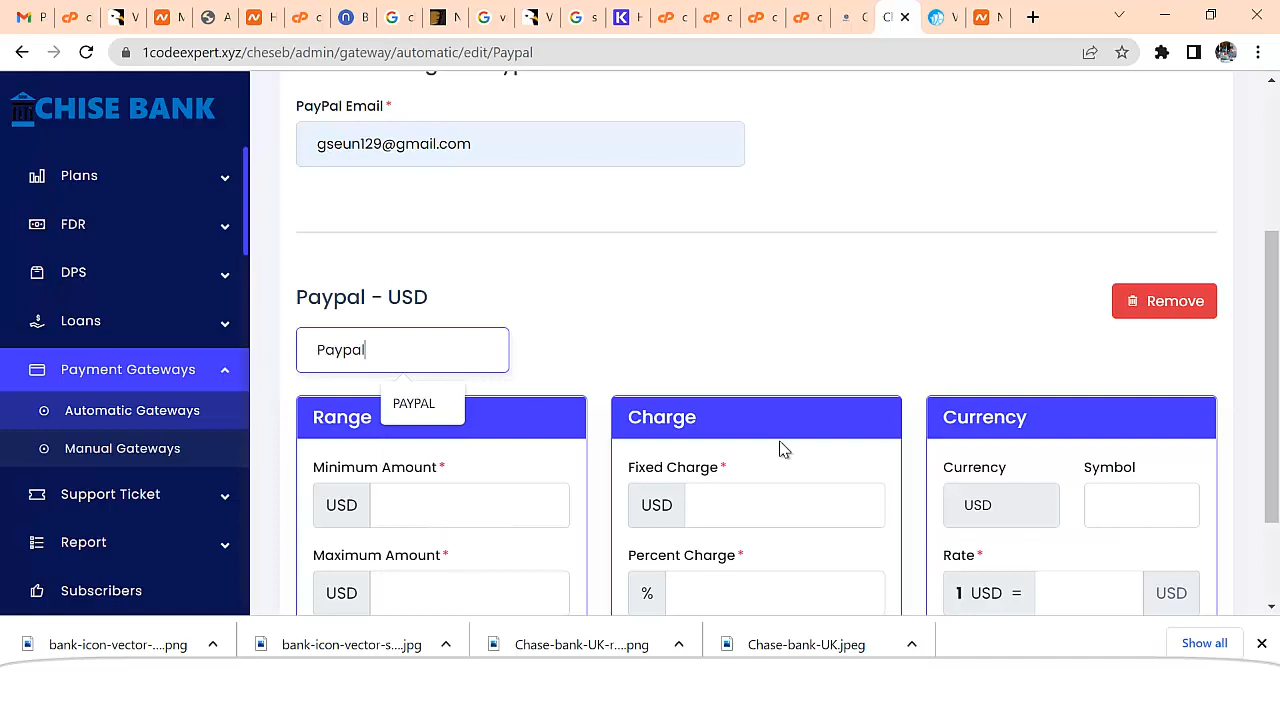 1codeexpert.xyz/cheseb/admin/gateway/automatic/edit/Paypal
CHISE BANK
Plans
FDR
DPS
Loans
Payment Gateways
Automatic Gateways
Manual Gateways
Support Ticket
Report
Subscribers
PayPal Email *
gseun129@gmail.com
Paypal - USD
Remove
Paypal
PAYPAL
Range
Minimum Amount *
USD
Maximum Amount *
USD
Charge
Fixed Charge *
USD
Percent Charge *
%
Currency
Currency
Symbol
USD
Rate *
1 USD =
USD
bank-icon-vector-....png
bank-icon-vector-s....jpg
Chase-bank-UK-r....png
Chase-bank-UK.jpeg
Show all